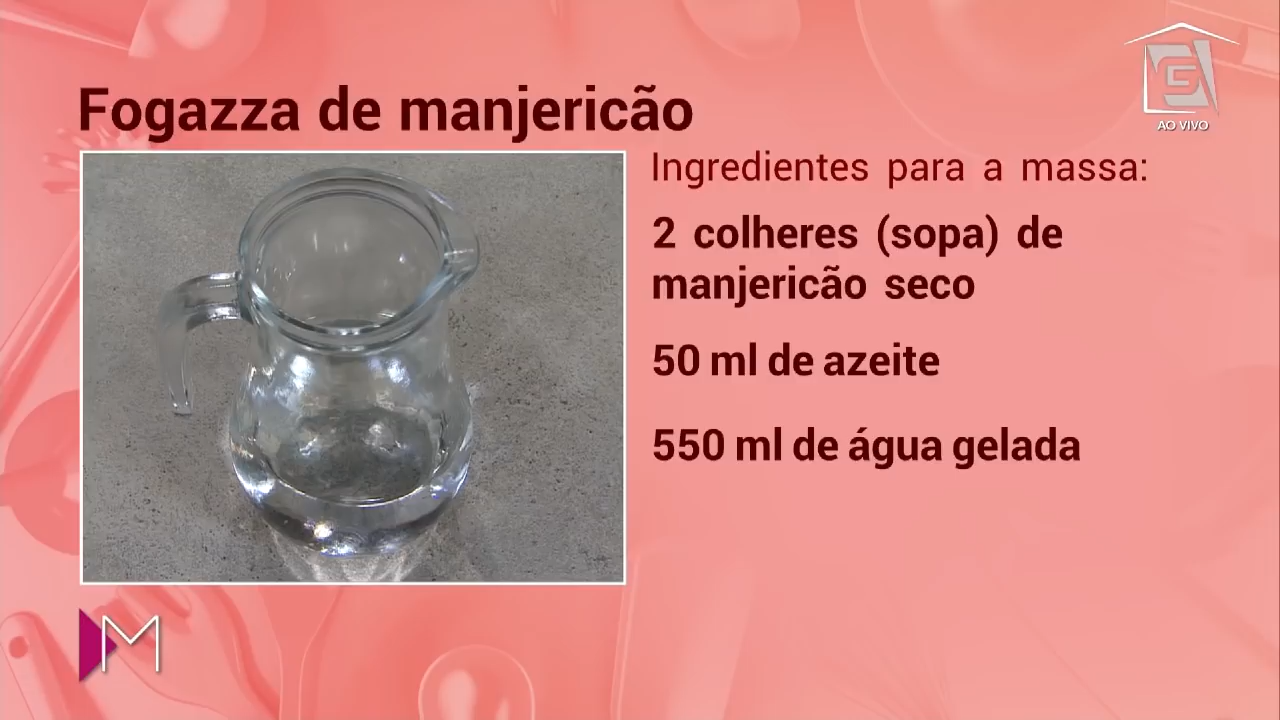 Fogazza de manjericão
AO VIVO
Ingredientes para a massa:
2 colheres (sopa) de
manjericão seco
50 ml de azeite
550 ml de água gelada
M